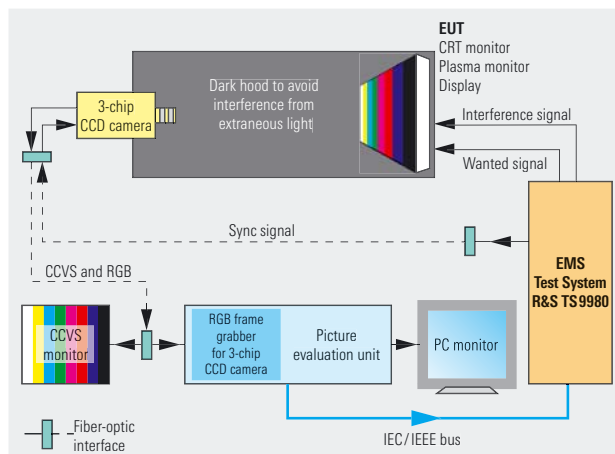 EUT
CRT monitor
Plasma monitor
Display
3-chip
CCD camera
Dark hood to avoid
interference from
extraneous light
Interference signal
Wanted signal
Sync signal
EMS
Test System
R&S TS 9980
CCVS and RGB
CCVS
monitor
RGB frame
grabber
for 3-chip
CCD camera
Picture
evaluation unit
PC monitor
Fiber-optic
interface
IEC/IEEE bus